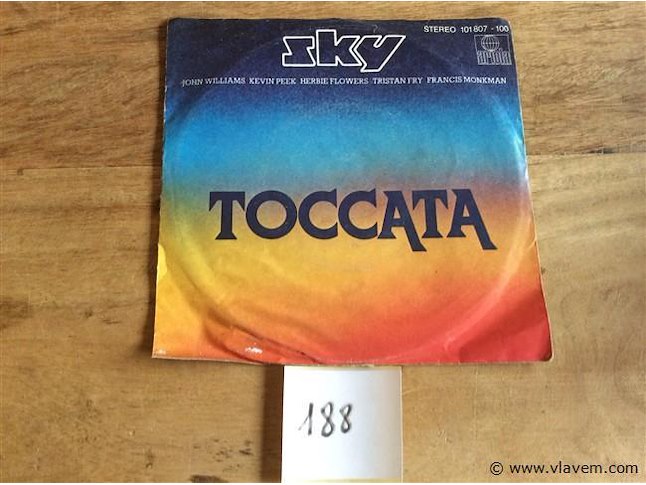 sky
STEREO 101 807 - 100
ARIOLA
JOHN WILLIAMS KEVIN PEEK HERBIE FLOWERS TRISTAN FRY FRANCIS MONKMAN
TOCCATA
188
© www.vlavem.com